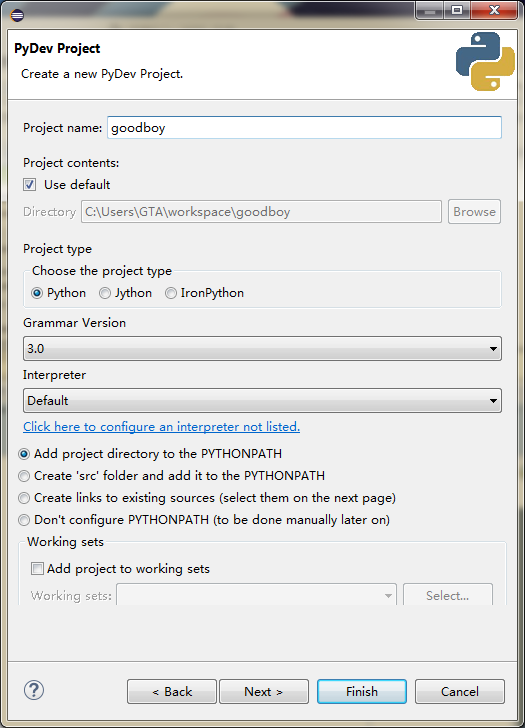 PyDev Project
Create a new PyDev Project.
Project name: goodboy
Project contents:
Use default
Directory C:\Users\GTA\workspace\goodboy Browse
Project type
Choose the project type
Python Jython IronPython
Grammar Version
3.0
Interpreter
Default
Click here to configure an interpreter not listed.
Add project directory to the PYTHONPATH
Create 'src' folder and add it to the PYTHONPATH
Create links to existing sources (select them on the next page)
Don't configure PYTHONPATH (to be done manually later on)
Working sets
Add project to working sets
Working sets: Select...
? < Back Next > Finish Cancel